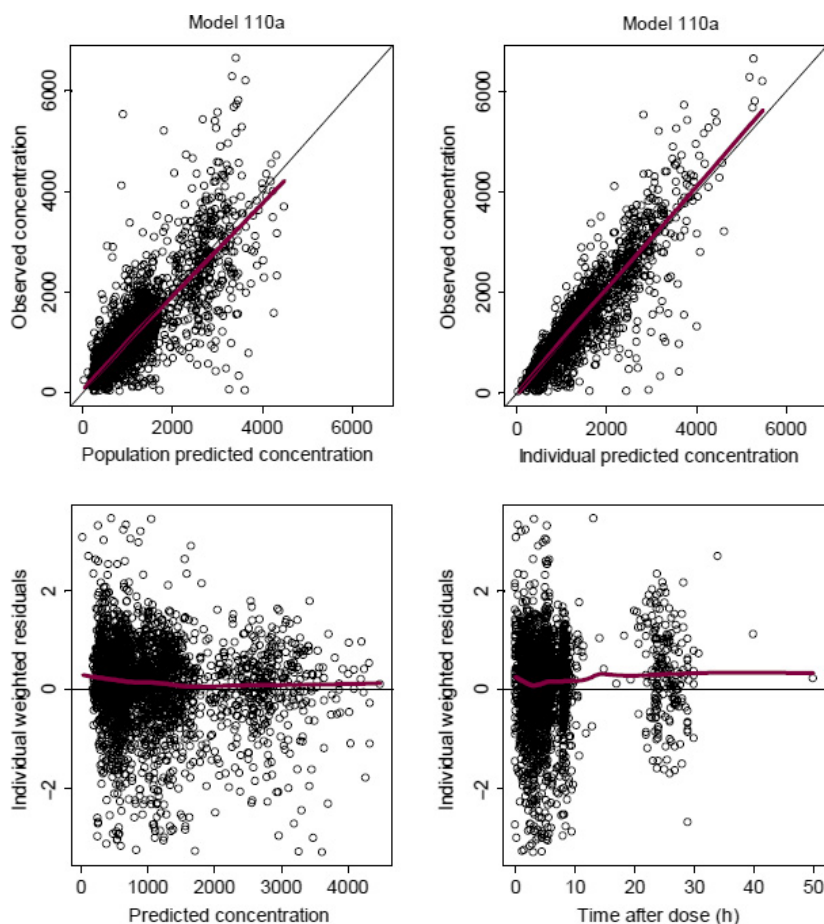 Model 110a
Observed concentration
0 2000 4000 6000
0 2000 4000 6000
Population predicted concentration
Model 110a
Observed concentration
0 2000 4000 6000
0 2000 4000 6000
Individual predicted concentration
Individual weighted residuals
−2 0 2
0 1000 2000 3000 4000
Predicted concentration
Individual weighted residuals
−2 0 2
0 10 20 30 40 50
Time after dose (h)